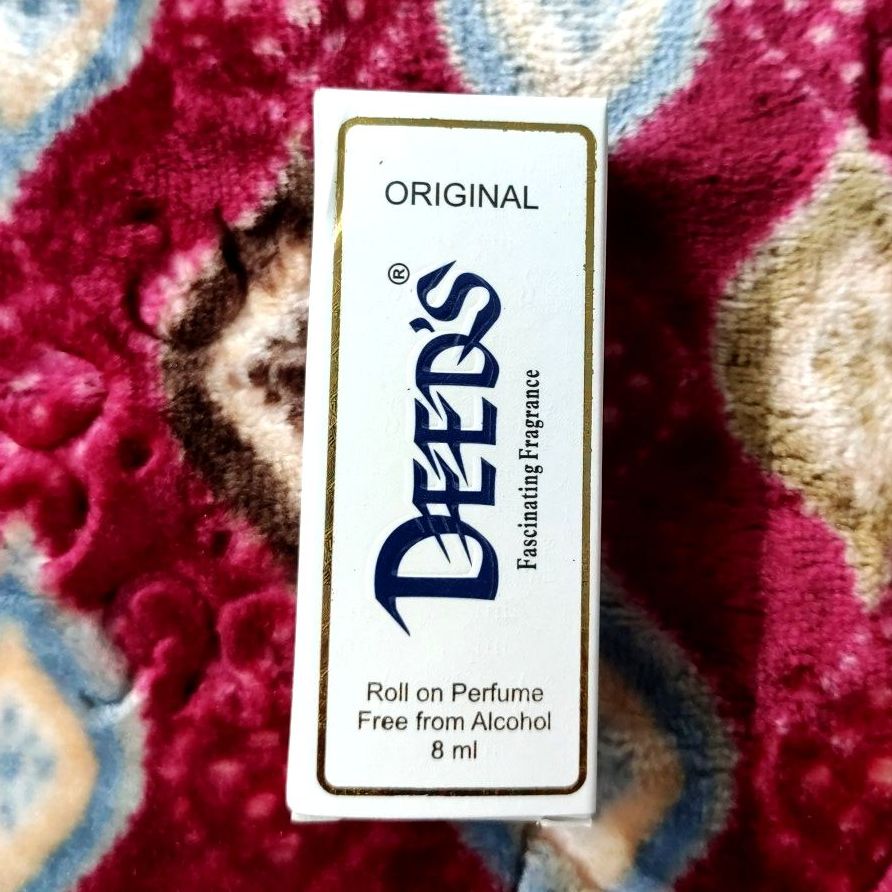 ORIGINAL
DEED'S®
Fascinating Fragrance
Roll on Perfume
Free from Alcohol
8 ml